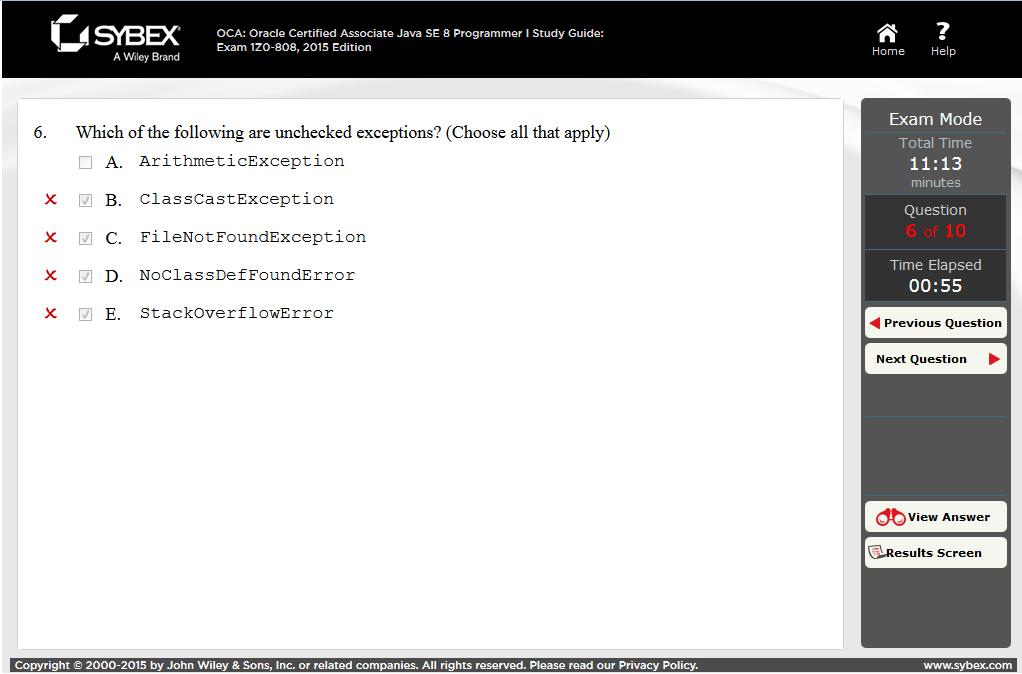 SYBEX
A Wiley Brand
OCA: Oracle Certified Associate Java SE 8 Programmer I Study Guide:
Exam 1Z0-808, 2015 Edition
Home
?
Help
6. Which of the following are unchecked exceptions? (Choose all that apply)
A. ArithmeticException
B. ClassCastException
C. FileNotFoundException
D. NoClassDefFoundError
E. StackOverflowError
Exam Mode
Total Time
11:13
minutes
Question
6 of 10
Time Elapsed
00:55
Previous Question
Next Question
View Answer
Results Screen
Copyright © 2000-2015 by John Wiley & Sons, Inc. or related companies. All rights reserved. Please read our Privacy Policy.
www.sybex.com